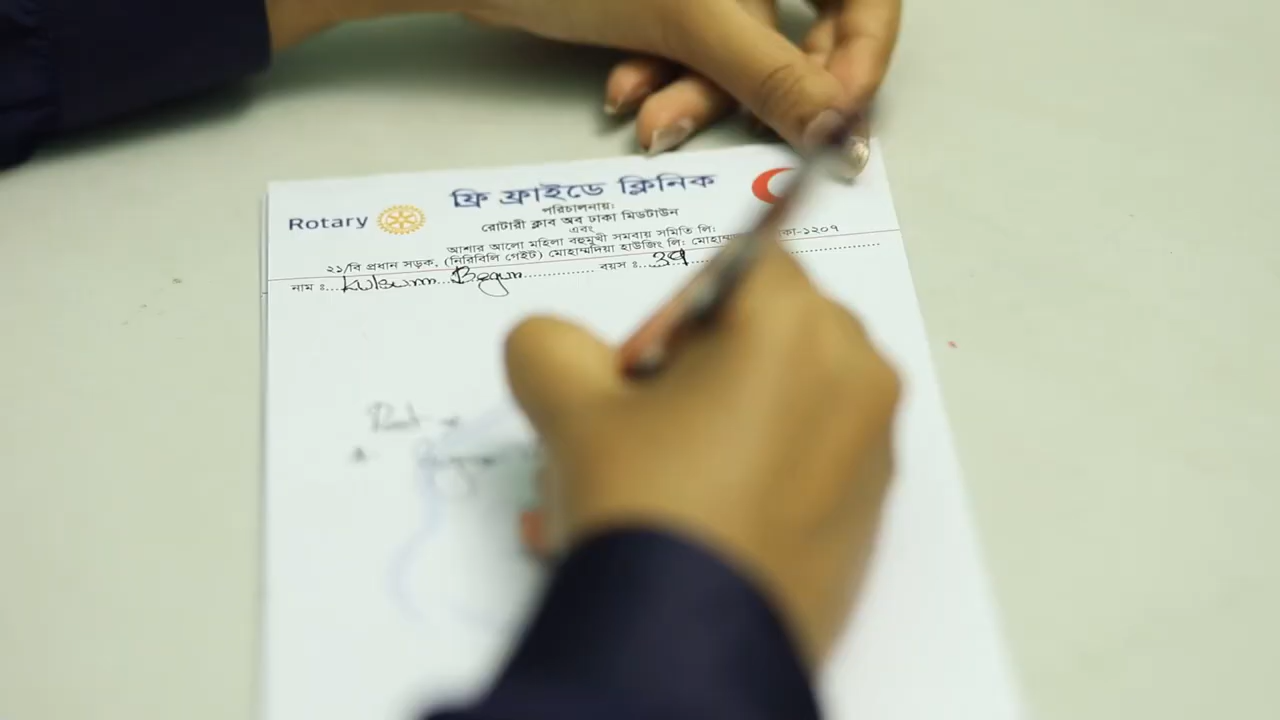 Rotary
ফ্রি ফ্রাইডে ক্লিনিক
পরিচালনায়:
রোটারী ক্লাব অব ঢাকা মিডটাউন
এবং
আশার আলো মহিলা বহুমুখী সমবায় সমিতি লি:
২১/বি প্রধান সড়ক, (নিরিবিলি গেইট) মোহাম্মদিয়া হাউজিং লি: মোহাম্ম কা-১২০৭
নাম ঃ...Kulsum...Begum............... বয়স ঃ...39